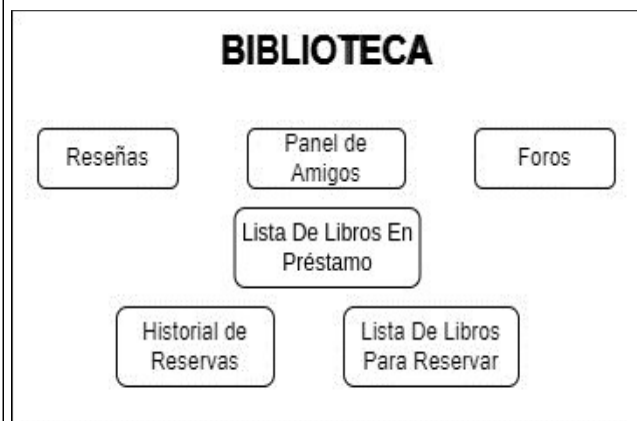 BIBLIOTECA
Reseñas
Panel de
Amigos
Foros
Lista De Libros En
Préstamo
Historial de
Reservas
Lista De Libros
Para Reservar